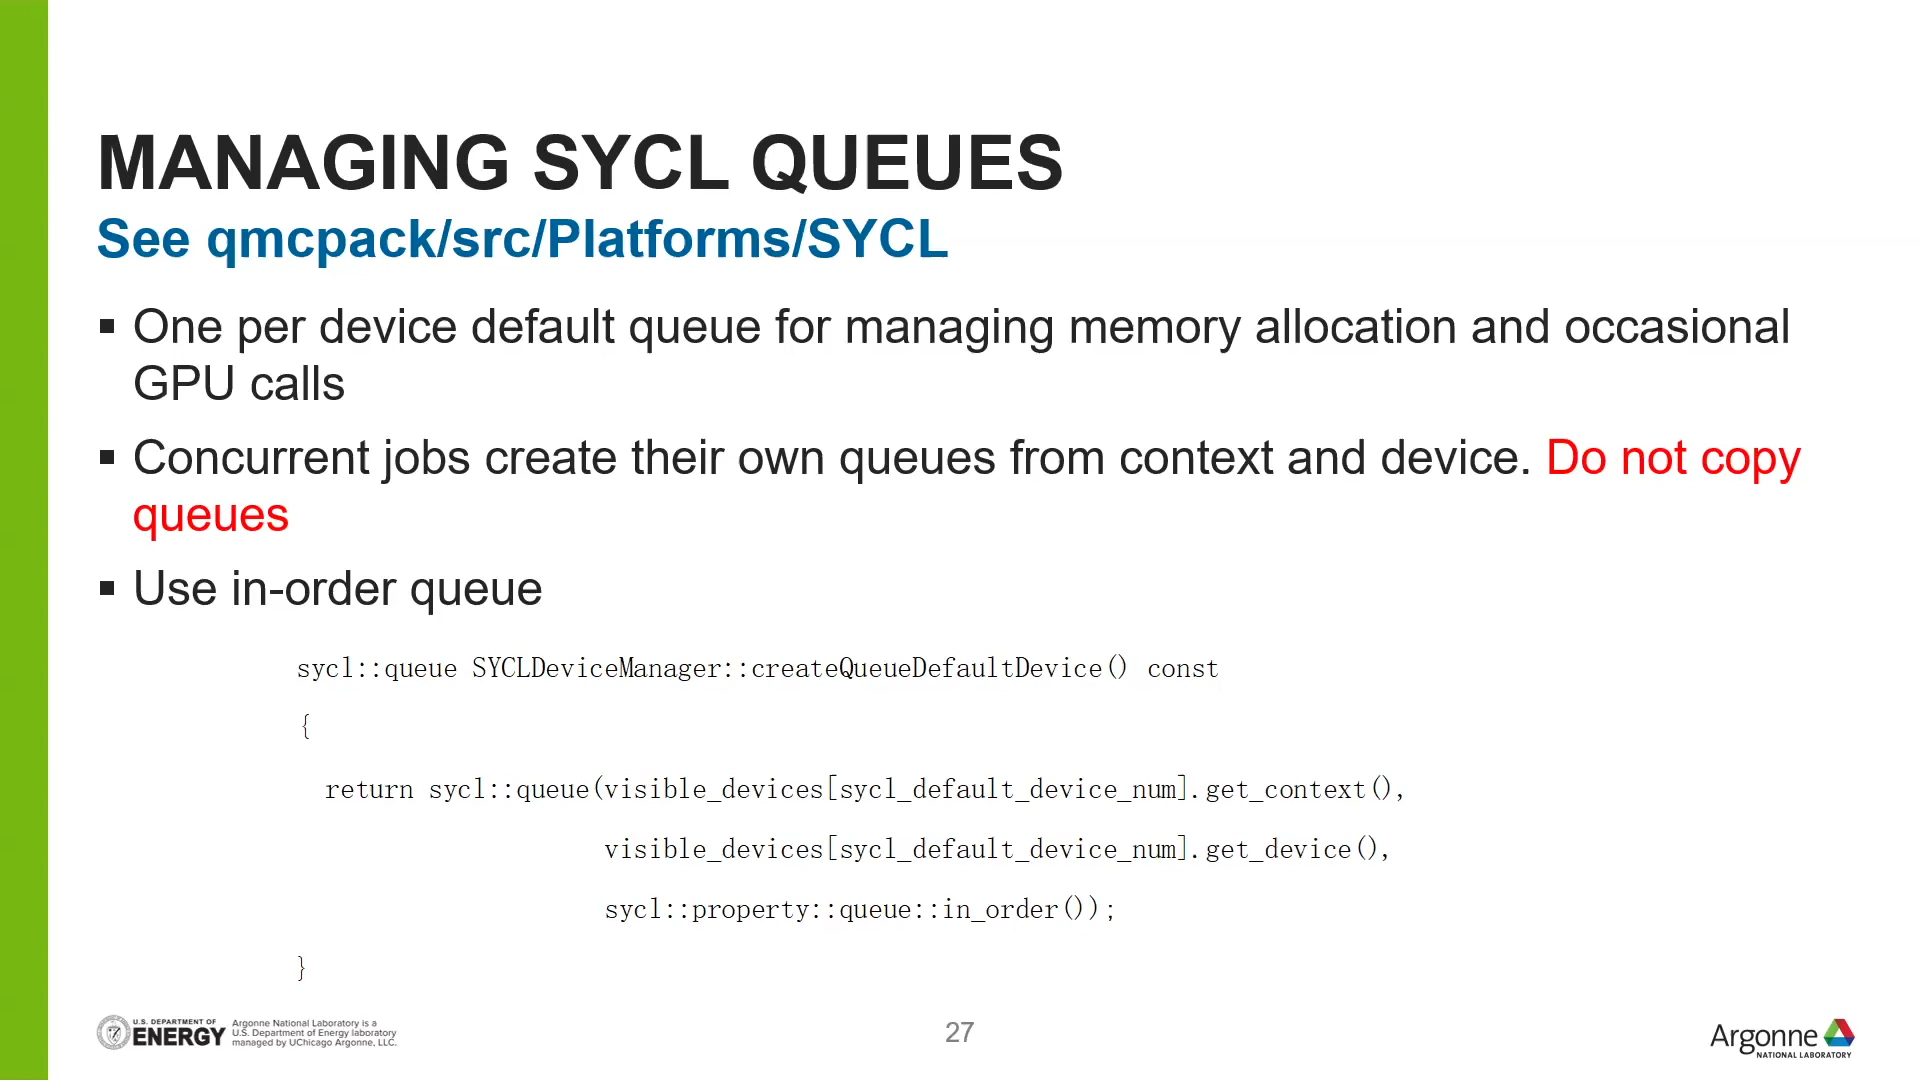 MANAGING SYCL QUEUES
See qmcpack/src/Platforms/SYCL
▪ One per device default queue for managing memory allocation and occasional
GPU calls
▪ Concurrent jobs create their own queues from context and device. Do not copy
queues
▪ Use in-order queue
sycl::queue SYCLDeviceManager::createQueueDefaultDevice() const
{
return sycl::queue(visible_devices[sycl_default_device_num].get_context(),
visible_devices[sycl_default_device_num].get_device(),
sycl::property::queue::in_order());
}
U.S. DEPARTMENT OF
ENERGY
Argonne National Laboratory is a
U.S. Department of Energy laboratory
managed by UChicago Argonne, LLC.
27
Argonne
NATIONAL LABORATORY